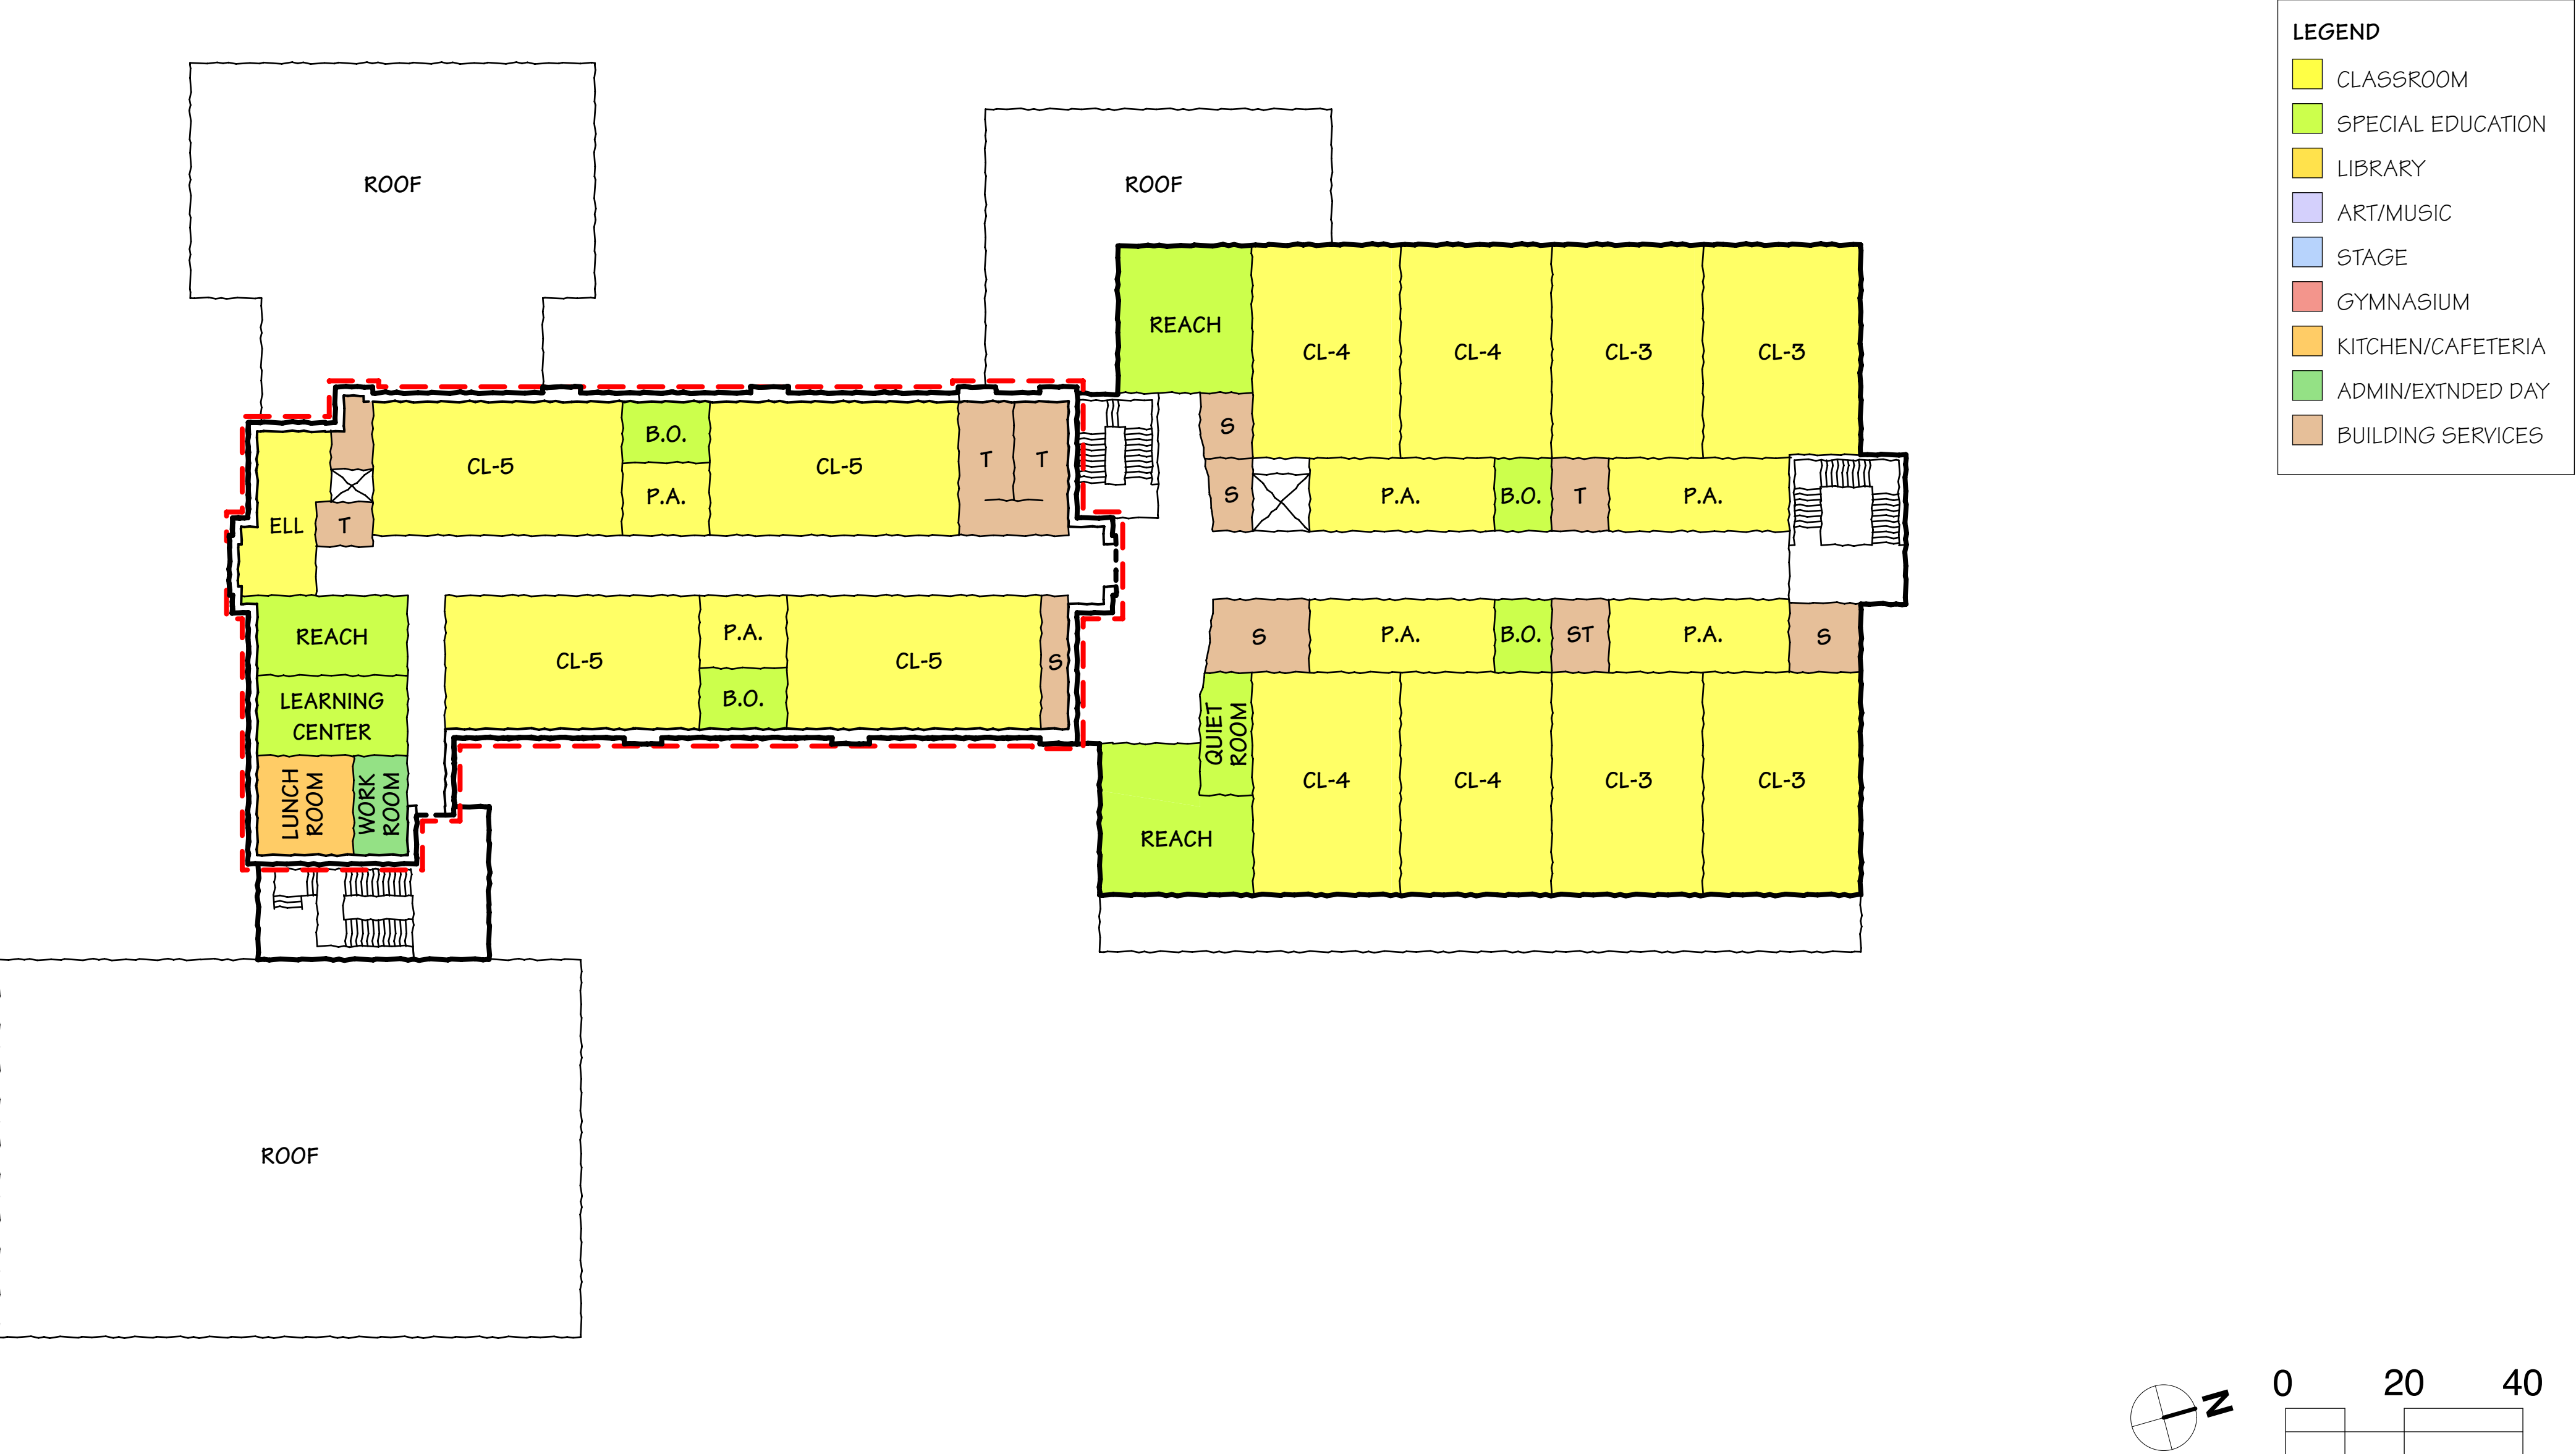 LEGEND
CLASSROOM
SPECIAL EDUCATION
LIBRARY
ART/MUSIC
STAGE
GYMNASIUM
KITCHEN/CAFETERIA
ADMIN/EXTNDED DAY
BUILDING SERVICES
ROOF
ROOF
REACH
CL-4
CL-4
CL-3
CL-3
CL-5
B.O.
P.A.
CL-5
T
T
S
S
P.A.
B.O.
T
P.A.
ELL
T
REACH
LEARNING
CENTER
LUNCH
ROOM
WORK
ROOM
CL-5
P.A.
B.O.
CL-5
S
S
P.A.
B.O.
ST
P.A.
S
QUIET
ROOM
REACH
CL-4
CL-4
CL-3
CL-3
ROOF
N
0 20 40